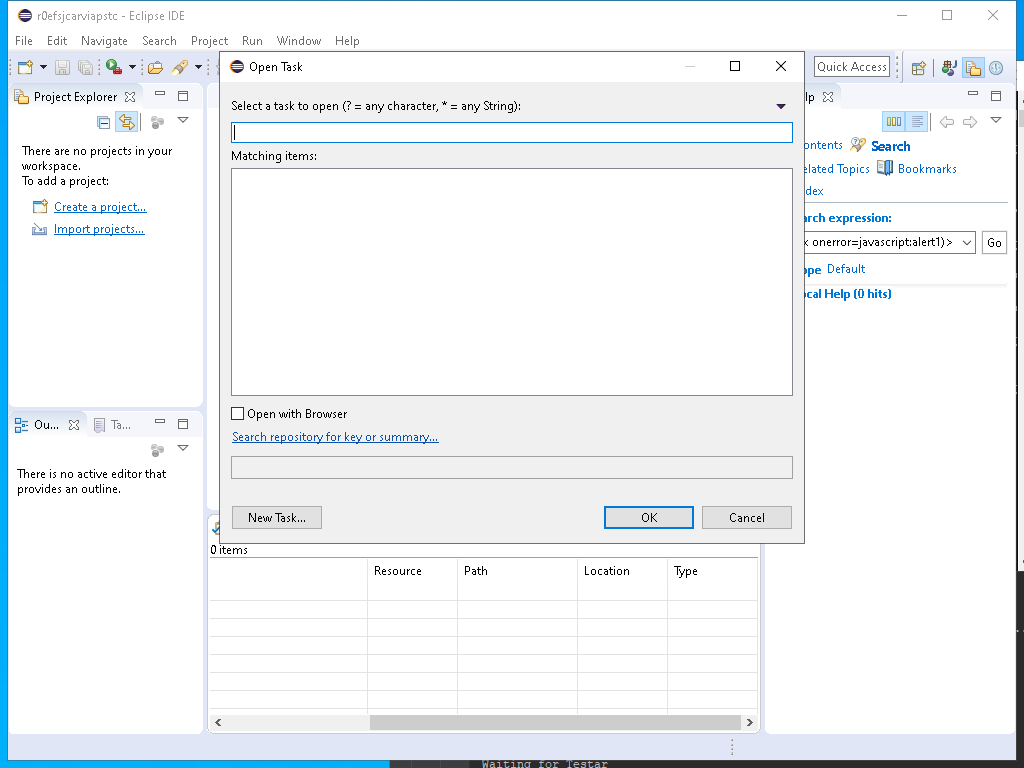 r0efsjcarviapstc - Eclipse IDE
File Edit Navigate Search Project Run Window Help
Quick Access
Open Task
Select a task to open (? = any character, * = any String):
Matching items:
Open with Browser
Search repository for key or summary...
New Task...
OK
Cancel
Project Explorer
There are no projects in your
workspace.
To add a project:
Create a project...
Import projects...
Ou...
Ta...
There is no active editor that
provides an outline.
lp
ontents
Search
elated Topics
Bookmarks
dex
arch expression:
onerror=javascript:alert1)>
Go
ope Default
cal Help (0 hits)
0 items
Resource Path Location Type
Waiting for Testar